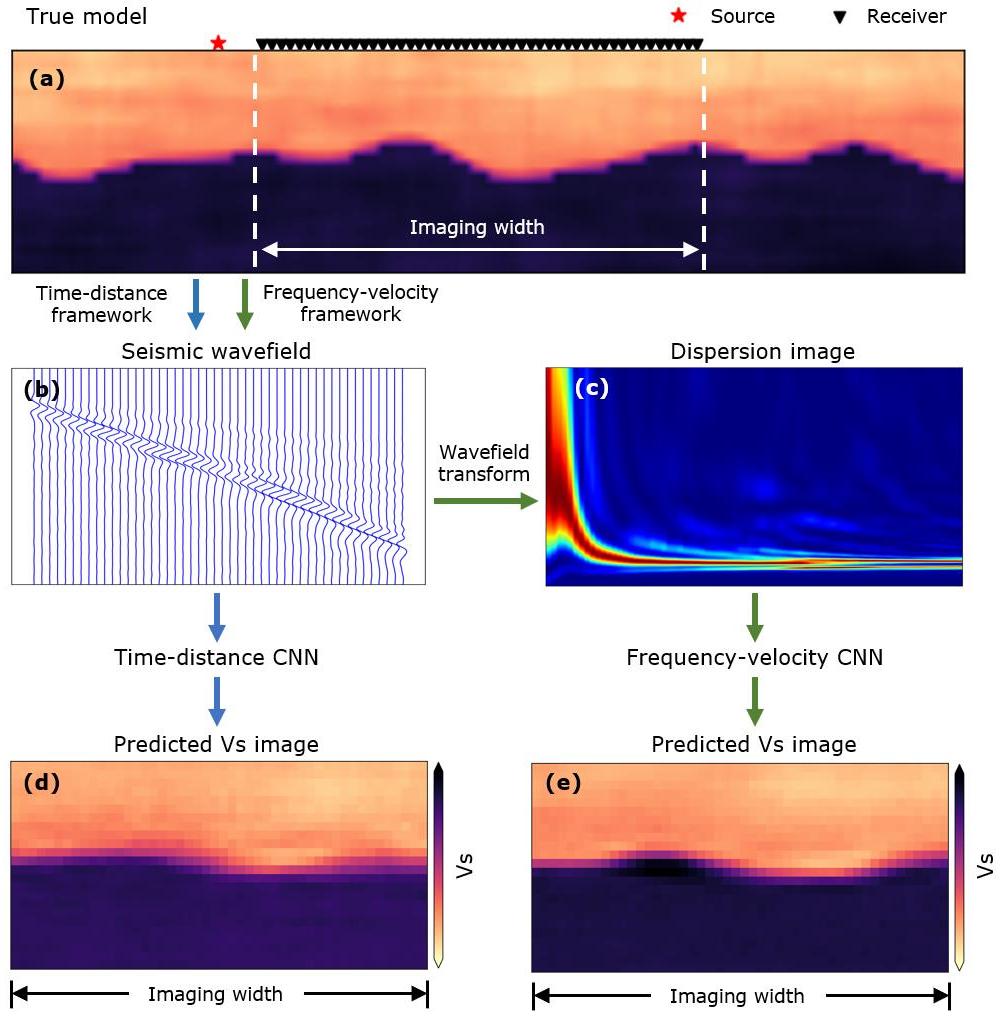 True model
Source
Receiver
(a)
Imaging width
Time-distance
framework
Frequency-velocity
framework
Seismic wavefield
Dispersion image
(b)
(c)
Wavefield
transform
Time-distance CNN
Frequency-velocity CNN
Predicted Vs image
Predicted Vs image
(d)
Vs
(e)
Vs
Imaging width
Imaging width